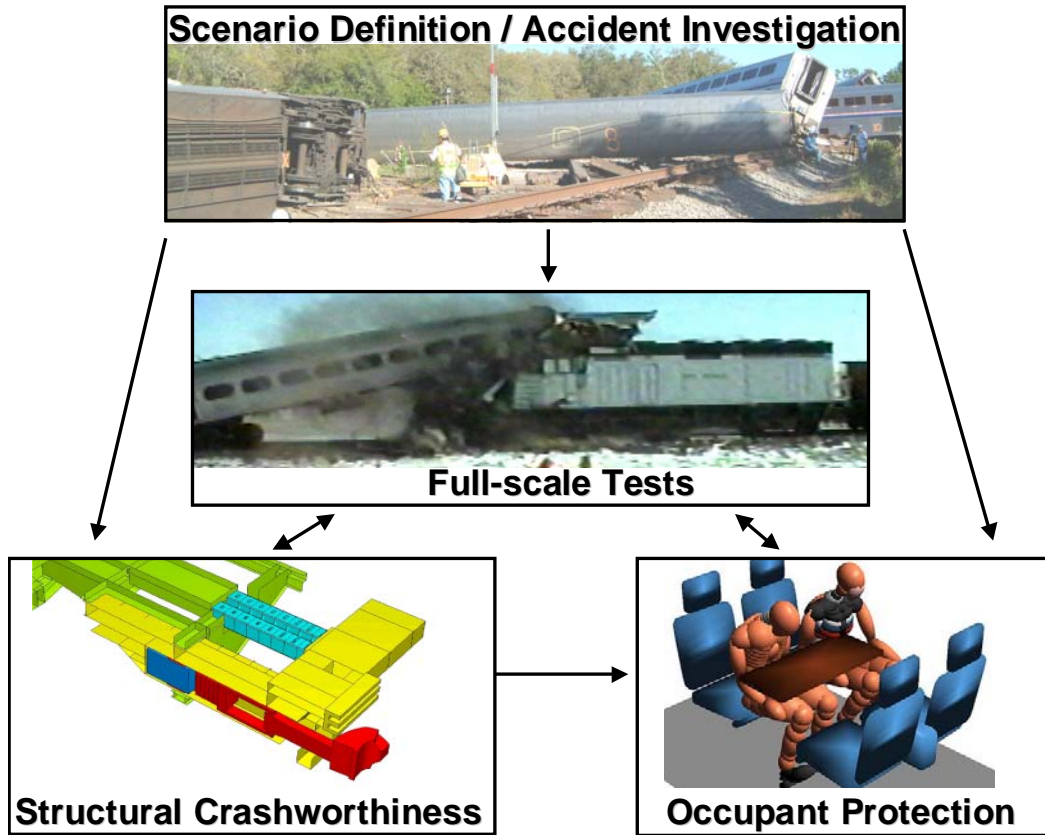 Scenario Definition / Accident Investigation
Full-scale Tests
Structural Crashworthiness
Occupant Protection